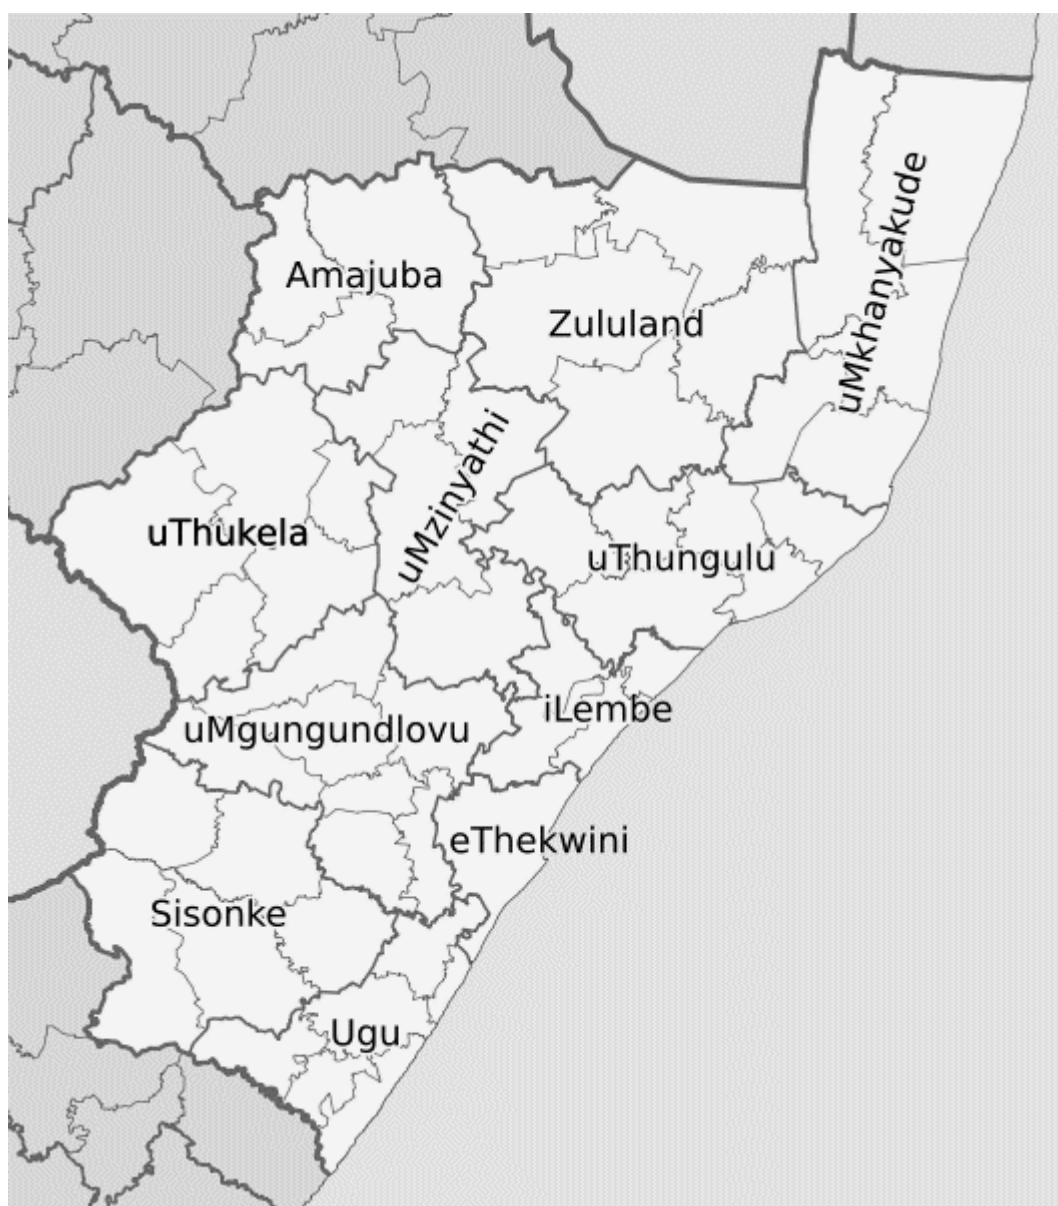 uMkhanyakude
Amajuba
Zululand
uMzinyathi
uThukela
uThungulu
iLembe
uMgungundlovu
eThekwini
Sisonke
Ugu